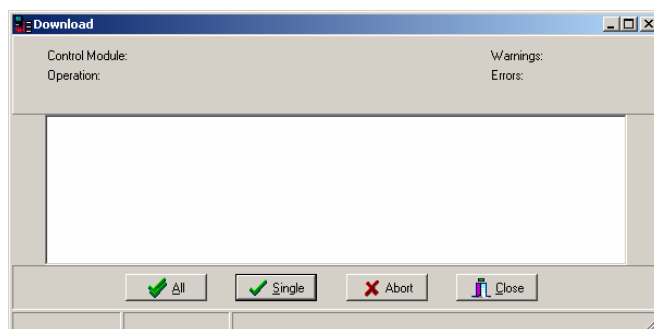 Download
Control Module: Warnings:
Operation: Errors:
All Single Abort Close